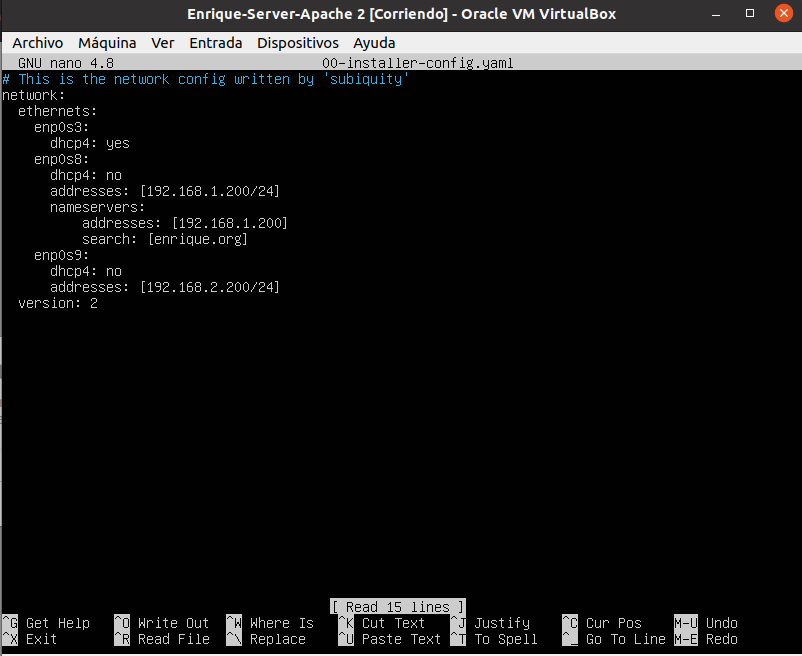 Enrique-Server-Apache 2 [Corriendo] - Oracle VM VirtualBox
Archivo Máquina Ver Entrada Dispositivos Ayuda
GNU nano 4.8 00-installer-config.yaml
# This is the network config written by 'subiquity'
network:
  ethernets:
    enp0s3:
      dhcp4: yes
    enp0s8:
      dhcp4: no
      addresses: [192.168.1.200/24]
      nameservers:
          addresses: [192.168.1.200]
          search: [enrique.org]
    enp0s9:
      dhcp4: no
      addresses: [192.168.2.200/24]
  version: 2
[ Read 15 lines ]
^G Get Help ^O Write Out ^W Where Is ^K Cut Text ^J Justify ^C Cur Pos M-U Undo
^X Exit ^R Read File ^\ Replace ^U Paste Text ^T To Spell ^_ Go To Line M-E Redo